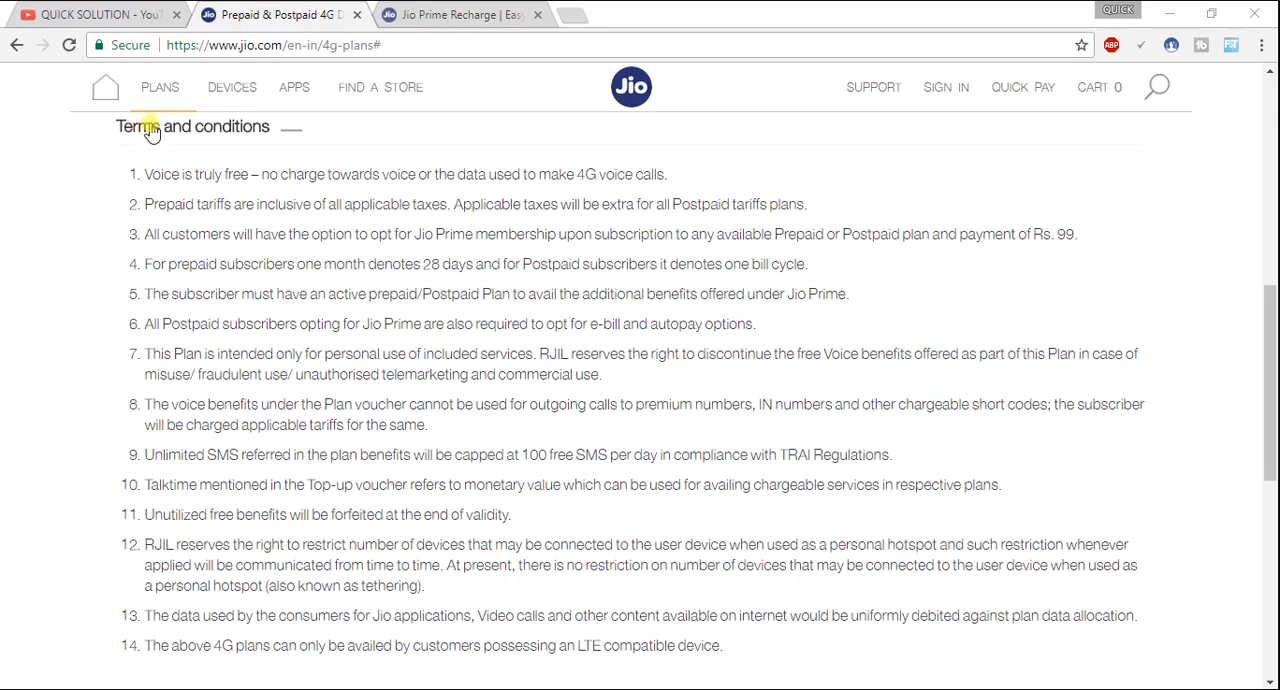 QUICK SOLUTION - YouT
Prepaid & Postpaid 4G D
Jio Prime Recharge | Eas
QUICK
Secure
https://www.jio.com/en-in/4g-plans#
ABP
PLANS
DEVICES
APPS
FIND A STORE
Jio
SUPPORT
SIGN IN
QUICK PAY
CART 0
Terms and conditions
1. Voice is truly free – no charge towards voice or the data used to make 4G voice calls.
2. Prepaid tariffs are inclusive of all applicable taxes. Applicable taxes will be extra for all Postpaid tariffs plans.
3. All customers will have the option to opt for Jio Prime membership upon subscription to any available Prepaid or Postpaid plan and payment of Rs. 99.
4. For prepaid subscribers one month denotes 28 days and for Postpaid subscribers it denotes one bill cycle.
5. The subscriber must have an active prepaid/Postpaid Plan to avail the additional benefits offered under Jio Prime.
6. All Postpaid subscribers opting for Jio Prime are also required to opt for e-bill and autopay options.
7. This Plan is intended only for personal use of included services. RJIL reserves the right to discontinue the free Voice benefits offered as part of this Plan in case of
misuse/ fraudulent use/ unauthorised telemarketing and commercial use.
8. The voice benefits under the Plan voucher cannot be used for outgoing calls to premium numbers, IN numbers and other chargeable short codes; the subscriber
will be charged applicable tariffs for the same.
9. Unlimited SMS referred in the plan benefits will be capped at 100 free SMS per day in compliance with TRAI Regulations.
10. Talktime mentioned in the Top-up voucher refers to monetary value which can be used for availing chargeable services in respective plans.
11. Unutilized free benefits will be forfeited at the end of validity.
12. RJIL reserves the right to restrict number of devices that may be connected to the user device when used as a personal hotspot and such restriction whenever
applied will be communicated from time to time. At present, there is no restriction on number of devices that may be connected to the user device when used as
a personal hotspot (also known as tethering).
13. The data used by the consumers for Jio applications, Video calls and other content available on internet would be uniformly debited against plan data allocation.
14. The above 4G plans can only be availed by customers possessing an LTE compatible device.